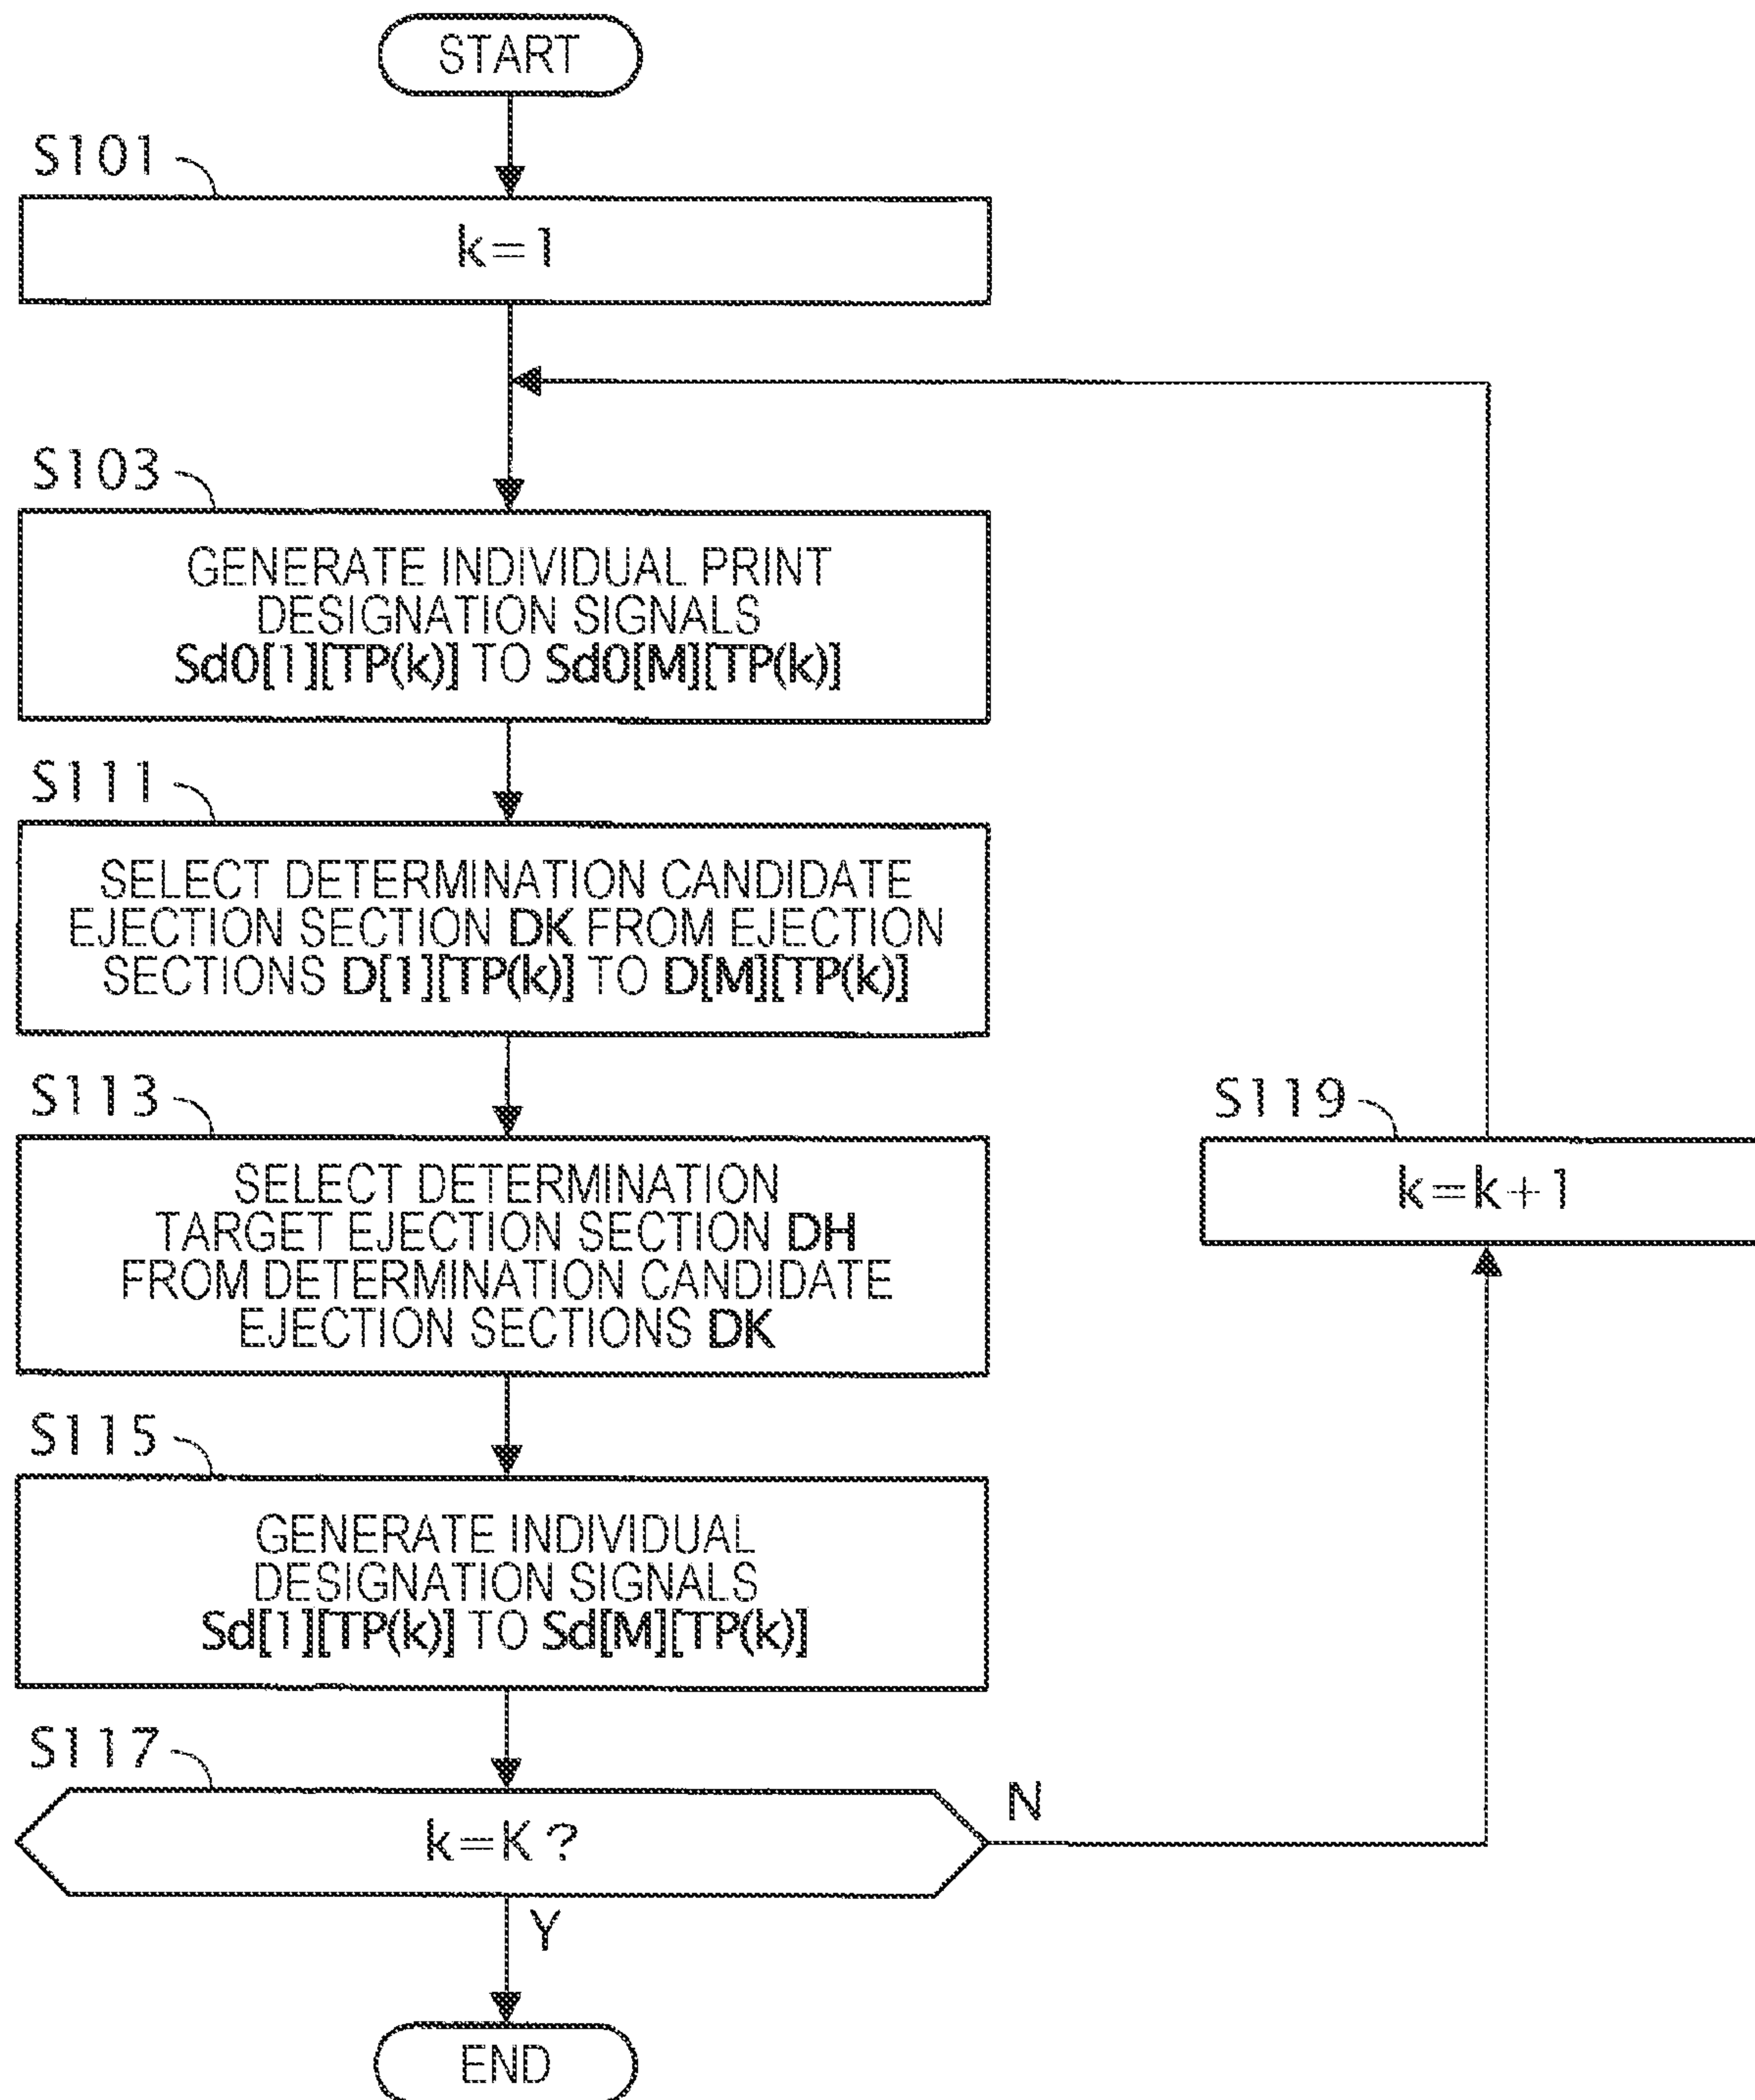 START
S101
k=1
S103
GENERATE INDIVIDUAL PRINT
DESIGNATION SIGNALS
Sd0[1][TP(k)] TO Sd0[M][TP(k)]
S111
SELECT DETERMINATION CANDIDATE
EJECTION SECTION DK FROM EJECTION
SECTIONS D[1][TP(k)] TO D[M][TP(k)]
S113
SELECT DETERMINATION
TARGET EJECTION SECTION DH
FROM DETERMINATION CANDIDATE
EJECTION SECTIONS DK
S119
k=k+1
S115
GENERATE INDIVIDUAL
DESIGNATION SIGNALS
Sd[1][TP(k)] TO Sd[M][TP(k)]
S117
k=K?
N
Y
END